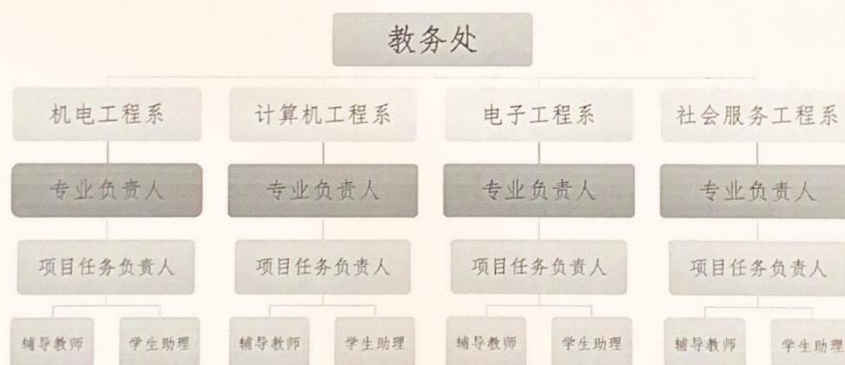 教务处
机电工程系 计算机工程系 电子工程系 社会服务工程系
专业负责人 专业负责人 专业负责人 专业负责人
项目任务负责人 项目任务负责人 项目任务负责人 项目任务负责人
辅导教师 学生助理 辅导教师 学生助理 辅导教师 学生助理 辅导教师 学生助理